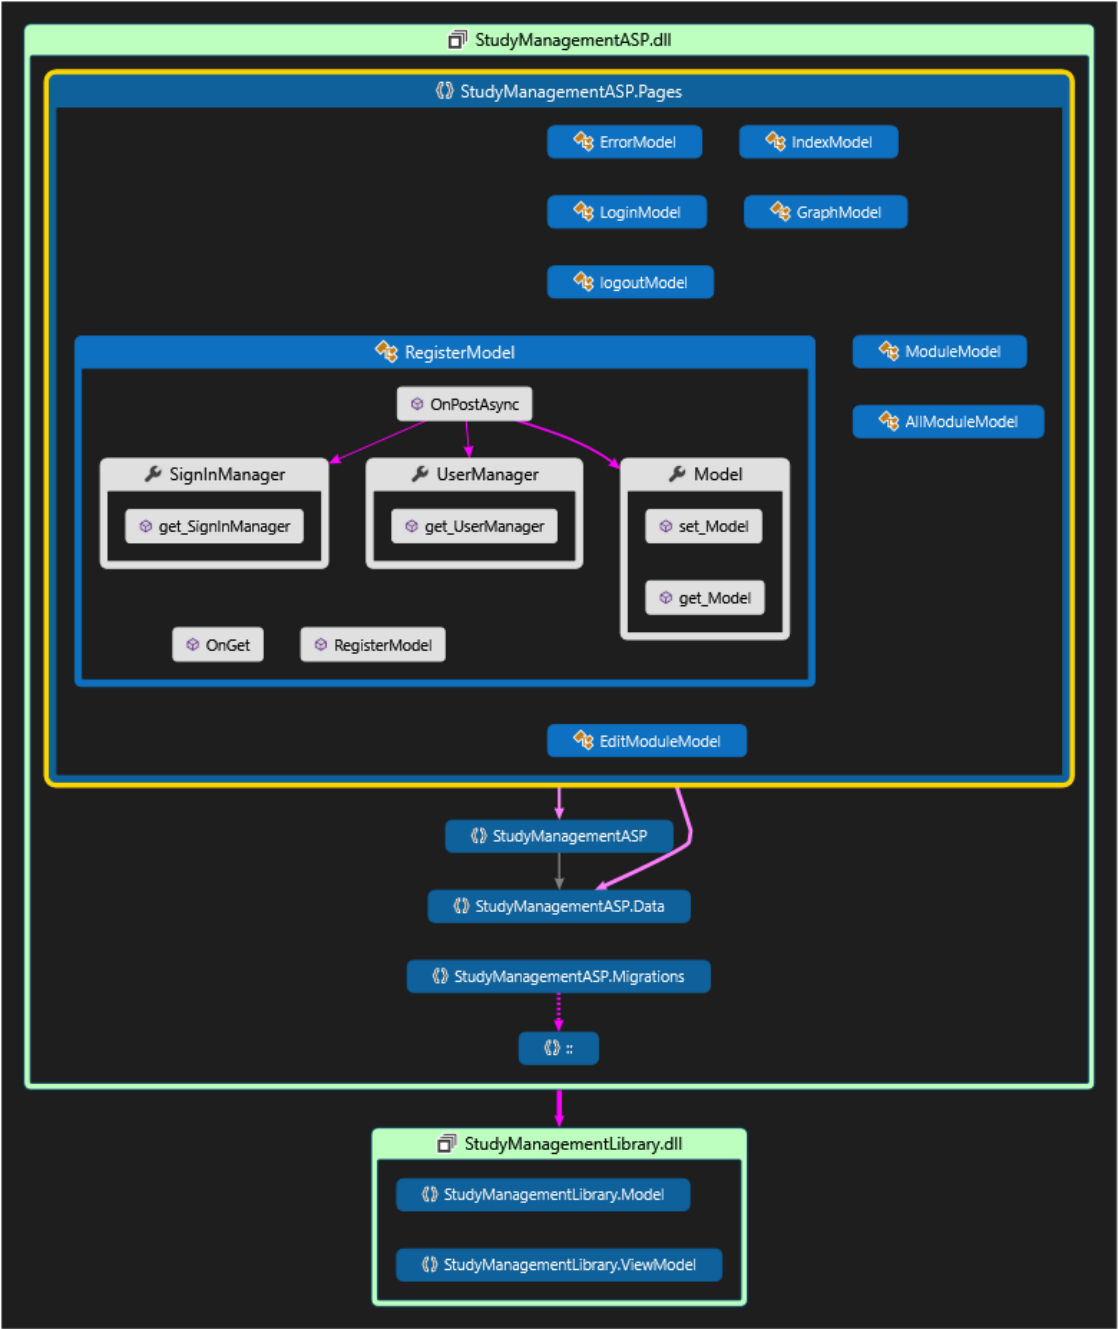 StudyManagementASP.dll
StudyManagementASP.Pages
ErrorModel
IndexModel
LoginModel
GraphModel
logoutModel
RegisterModel
ModuleModel
AllModuleModel
OnPostAsync
SignInManager
UserManager
Model
get_SignInManager
get_UserManager
set_Model
get_Model
OnGet
RegisterModel
EditModuleModel
StudyManagementASP
StudyManagementASP.Data
StudyManagementASP.Migrations
::
StudyManagementLibrary.dll
StudyManagementLibrary.Model
StudyManagementLibrary.ViewModel